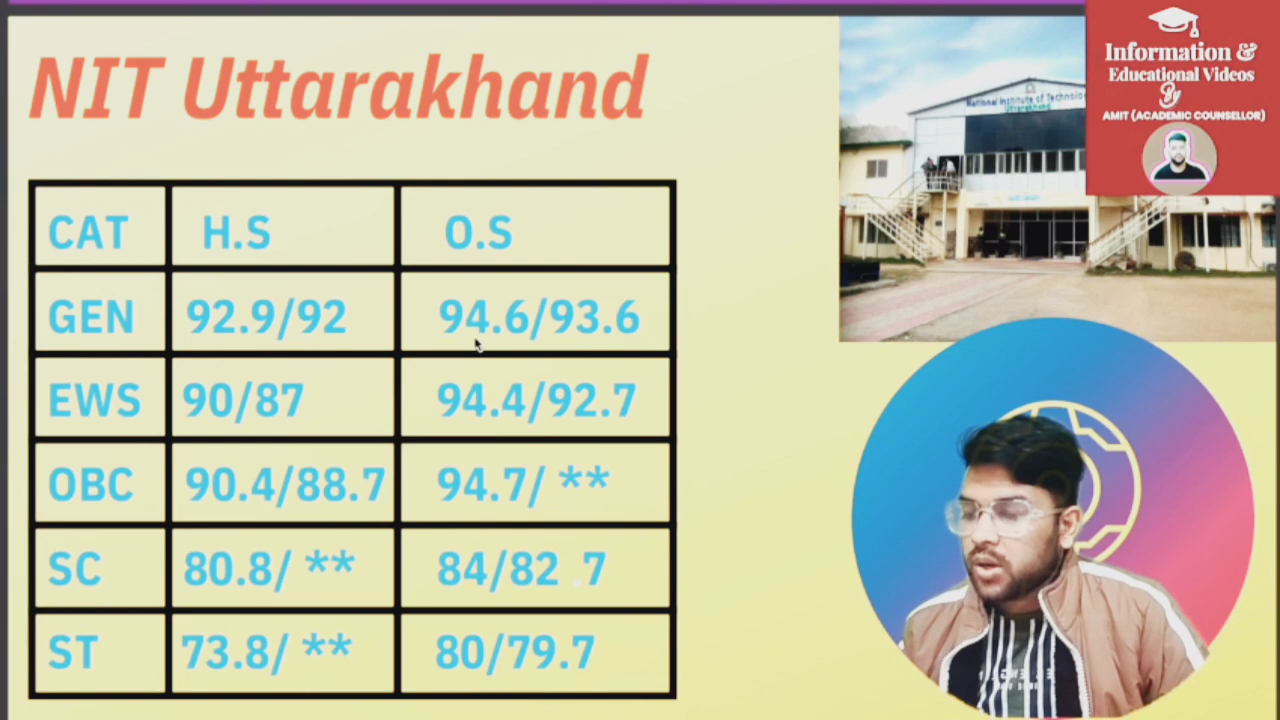 NIT Uttarakhand
Information &
Educational Videos
By
AMIT (ACADEMIC COUNSELLOR)
National Institute of Technology
Uttarakhand
CAT H.S O.S
GEN 92.9/92 94.6/93.6
EWS 90/87 94.4/92.7
OBC 90.4/88.7 94.7/ **
SC 80.8/ ** 84/82 .7
ST 73.8/ ** 80/79.7